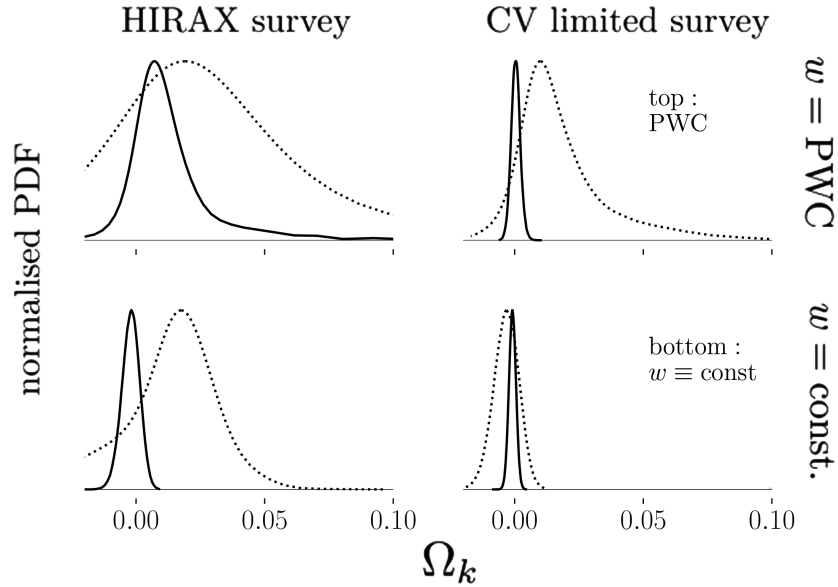 HIRAX survey
CV limited survey
normalised PDF
top :
PWC
w = PWC
bottom :
w ≡ const
w = const.
0.00 0.05 0.10
0.00 0.05 0.10
Ωₖ